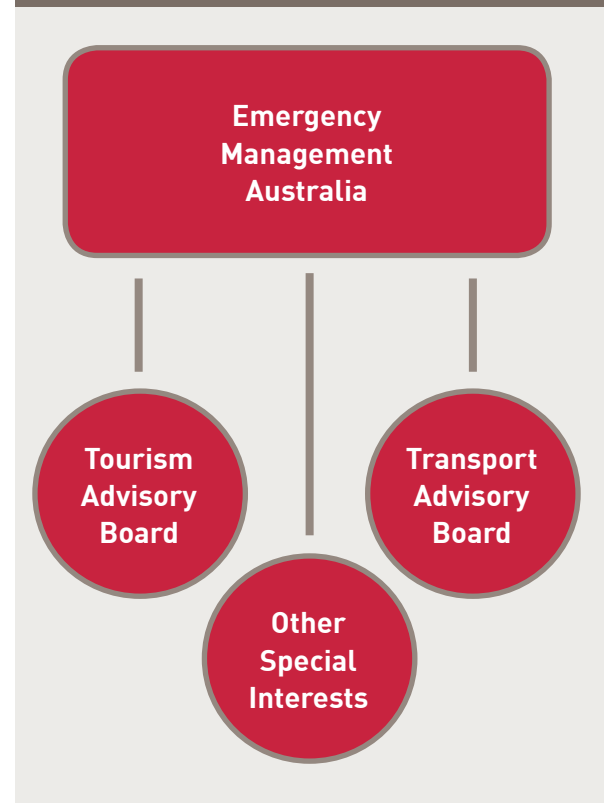 Emergency
Management
Australia
Tourism
Advisory
Board
Transport
Advisory
Board
Other
Special
Interests